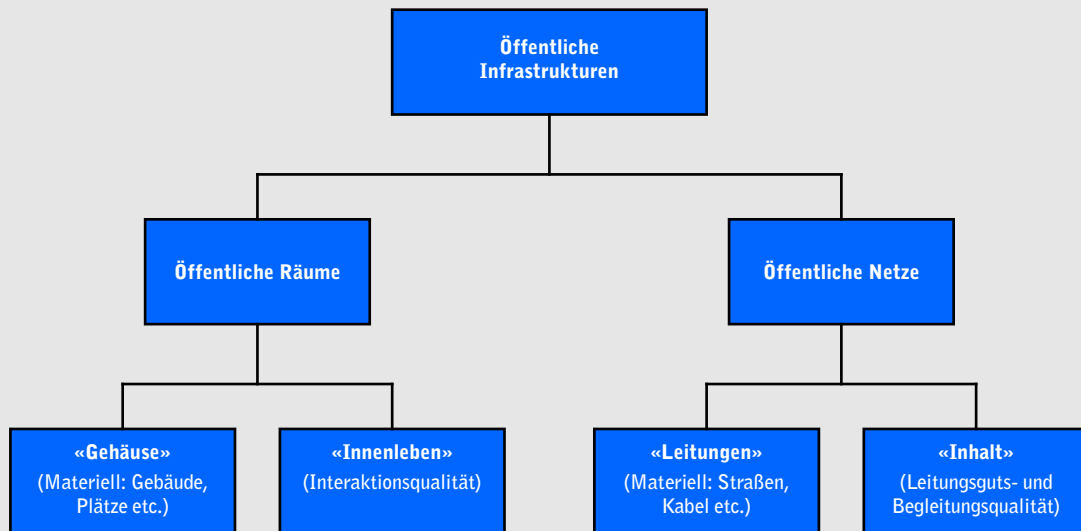 Öffentliche
Infrastrukturen
Öffentliche Räume
Öffentliche Netze
«Gehäuse»
(Materiell: Gebäude,
Plätze etc.)
«Innenleben»
(Interaktionsqualität)
«Leitungen»
(Materiell: Straßen,
Kabel etc.)
«Inhalt»
(Leitungsguts- und
Begleitungsqualität)